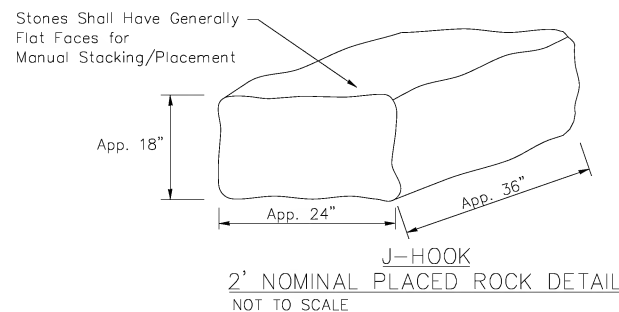 Stones Shall Have Generally
Flat Faces for
Manual Stacking/Placement
App. 18"
App. 24"
App. 36"
J-HOOK
2' NOMINAL PLACED ROCK DETAIL
NOT TO SCALE